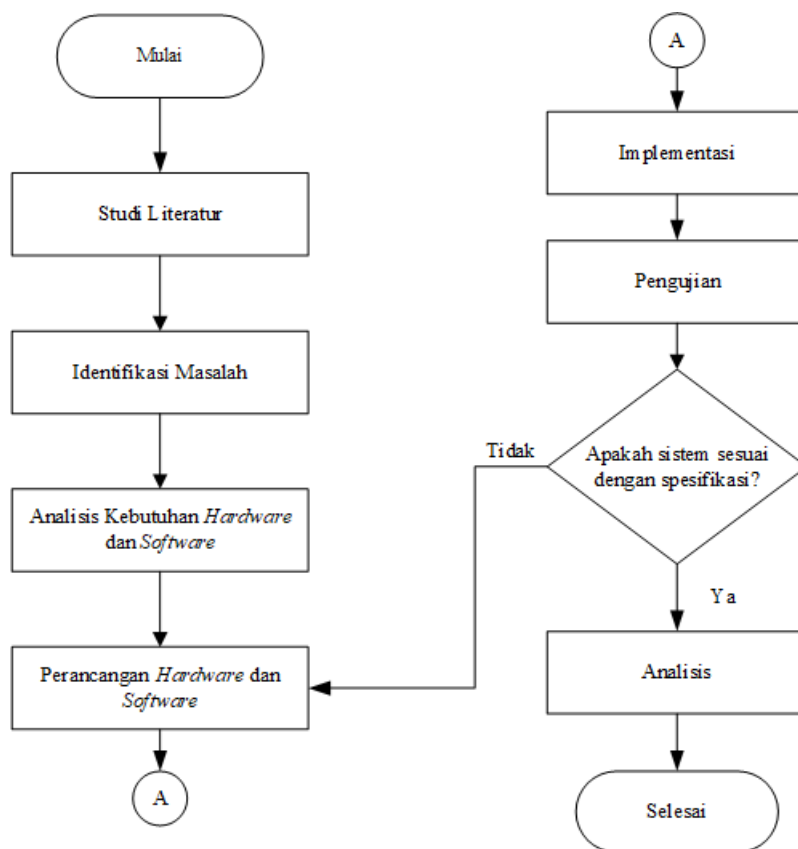 Mulai
Studi Literatur
Identifikasi Masalah
Analisis Kebutuhan Hardware
dan Software
Perancangan Hardware dan
Software
A
A
Implementasi
Pengujian
Apakah sistem sesuai
dengan spesifikasi?
Tidak
Ya
Analisis
Selesai